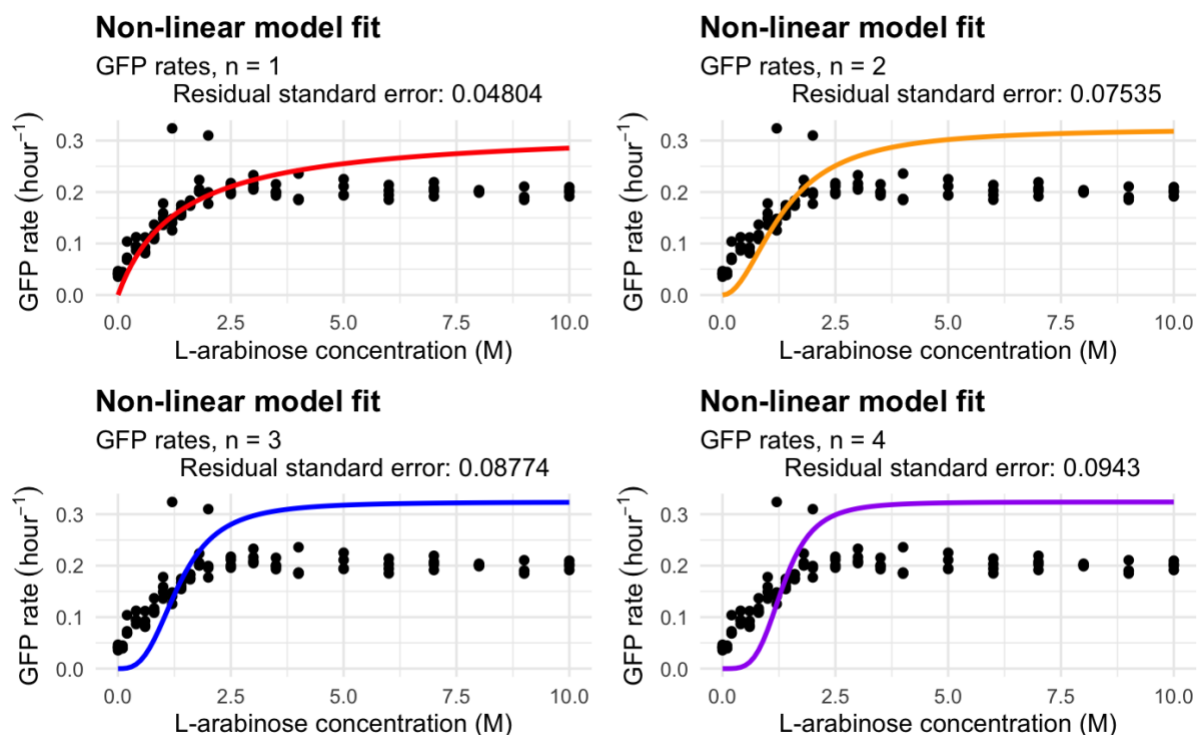 Non-linear model fit
GFP rates, n = 1
Residual standard error: 0.04804
GFP rate (hour⁻¹)
0.3
0.2
0.1
0.0
0.0 2.5 5.0 7.5 10.0
L-arabinose concentration (M)
Non-linear model fit
GFP rates, n = 2
Residual standard error: 0.07535
GFP rate (hour⁻¹)
0.3
0.2
0.1
0.0
0.0 2.5 5.0 7.5 10.0
L-arabinose concentration (M)
Non-linear model fit
GFP rates, n = 3
Residual standard error: 0.08774
GFP rate (hour⁻¹)
0.3
0.2
0.1
0.0
0.0 2.5 5.0 7.5 10.0
L-arabinose concentration (M)
Non-linear model fit
GFP rates, n = 4
Residual standard error: 0.0943
GFP rate (hour⁻¹)
0.3
0.2
0.1
0.0
0.0 2.5 5.0 7.5 10.0
L-arabinose concentration (M)